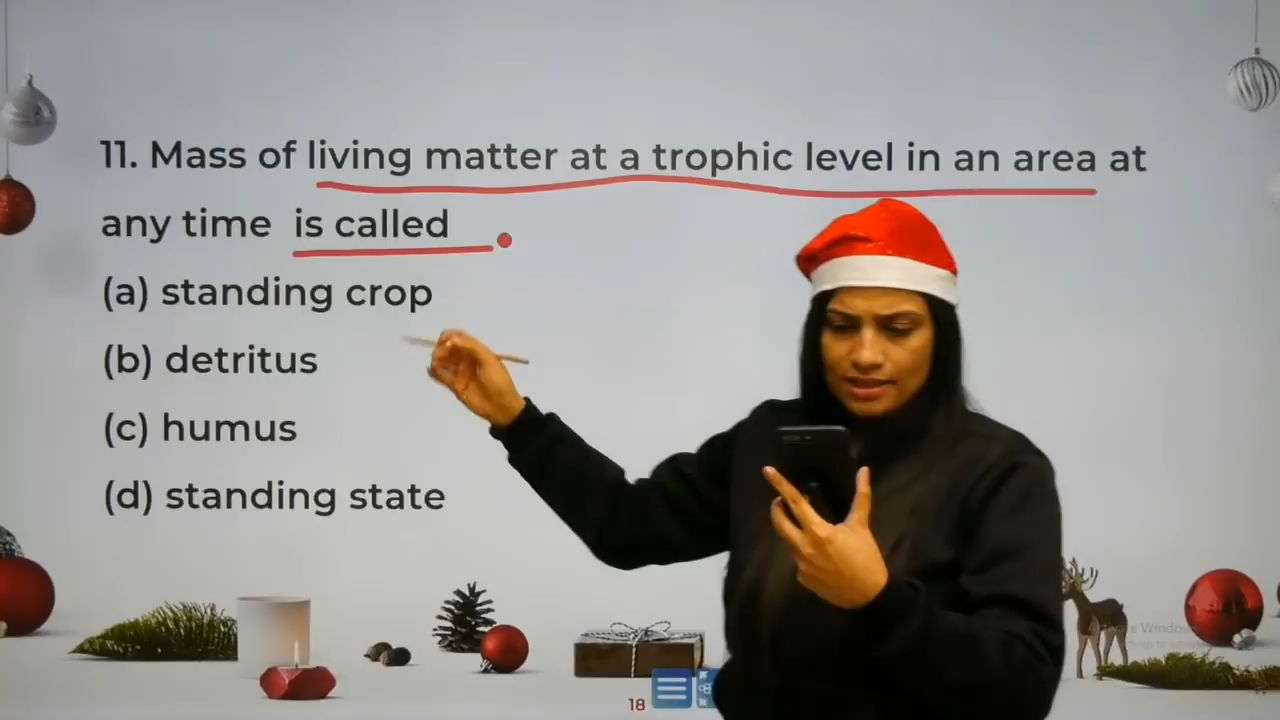 11. Mass of living matter at a trophic level in an area at
any time is called
(a) standing crop
(b) detritus
(c) humus
(d) standing state
18